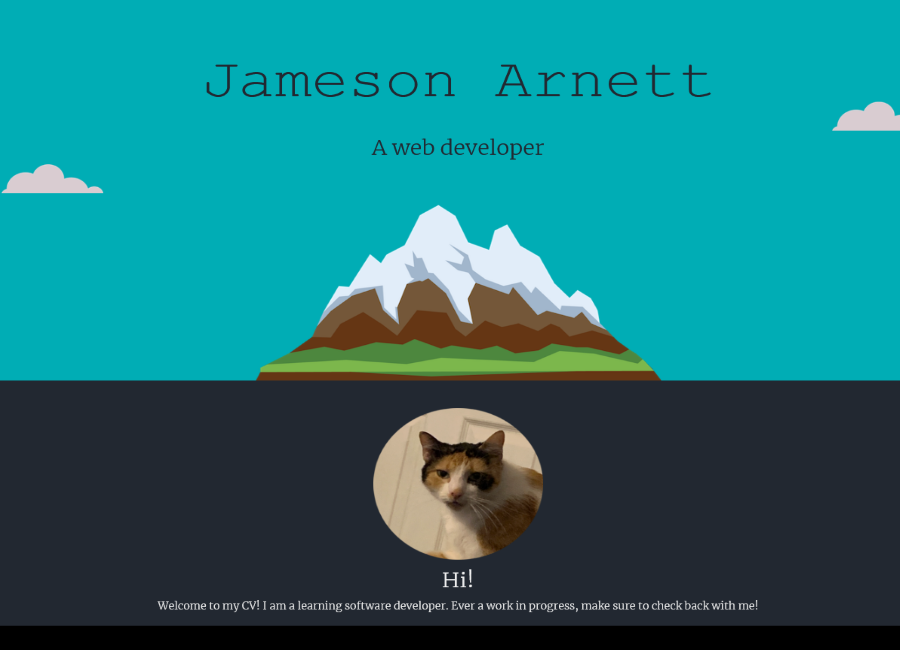 Jameson Arnett
A web developer
Hi!
Welcome to my CV! I am a learning software developer. Ever a work in progress, make sure to check back with me!